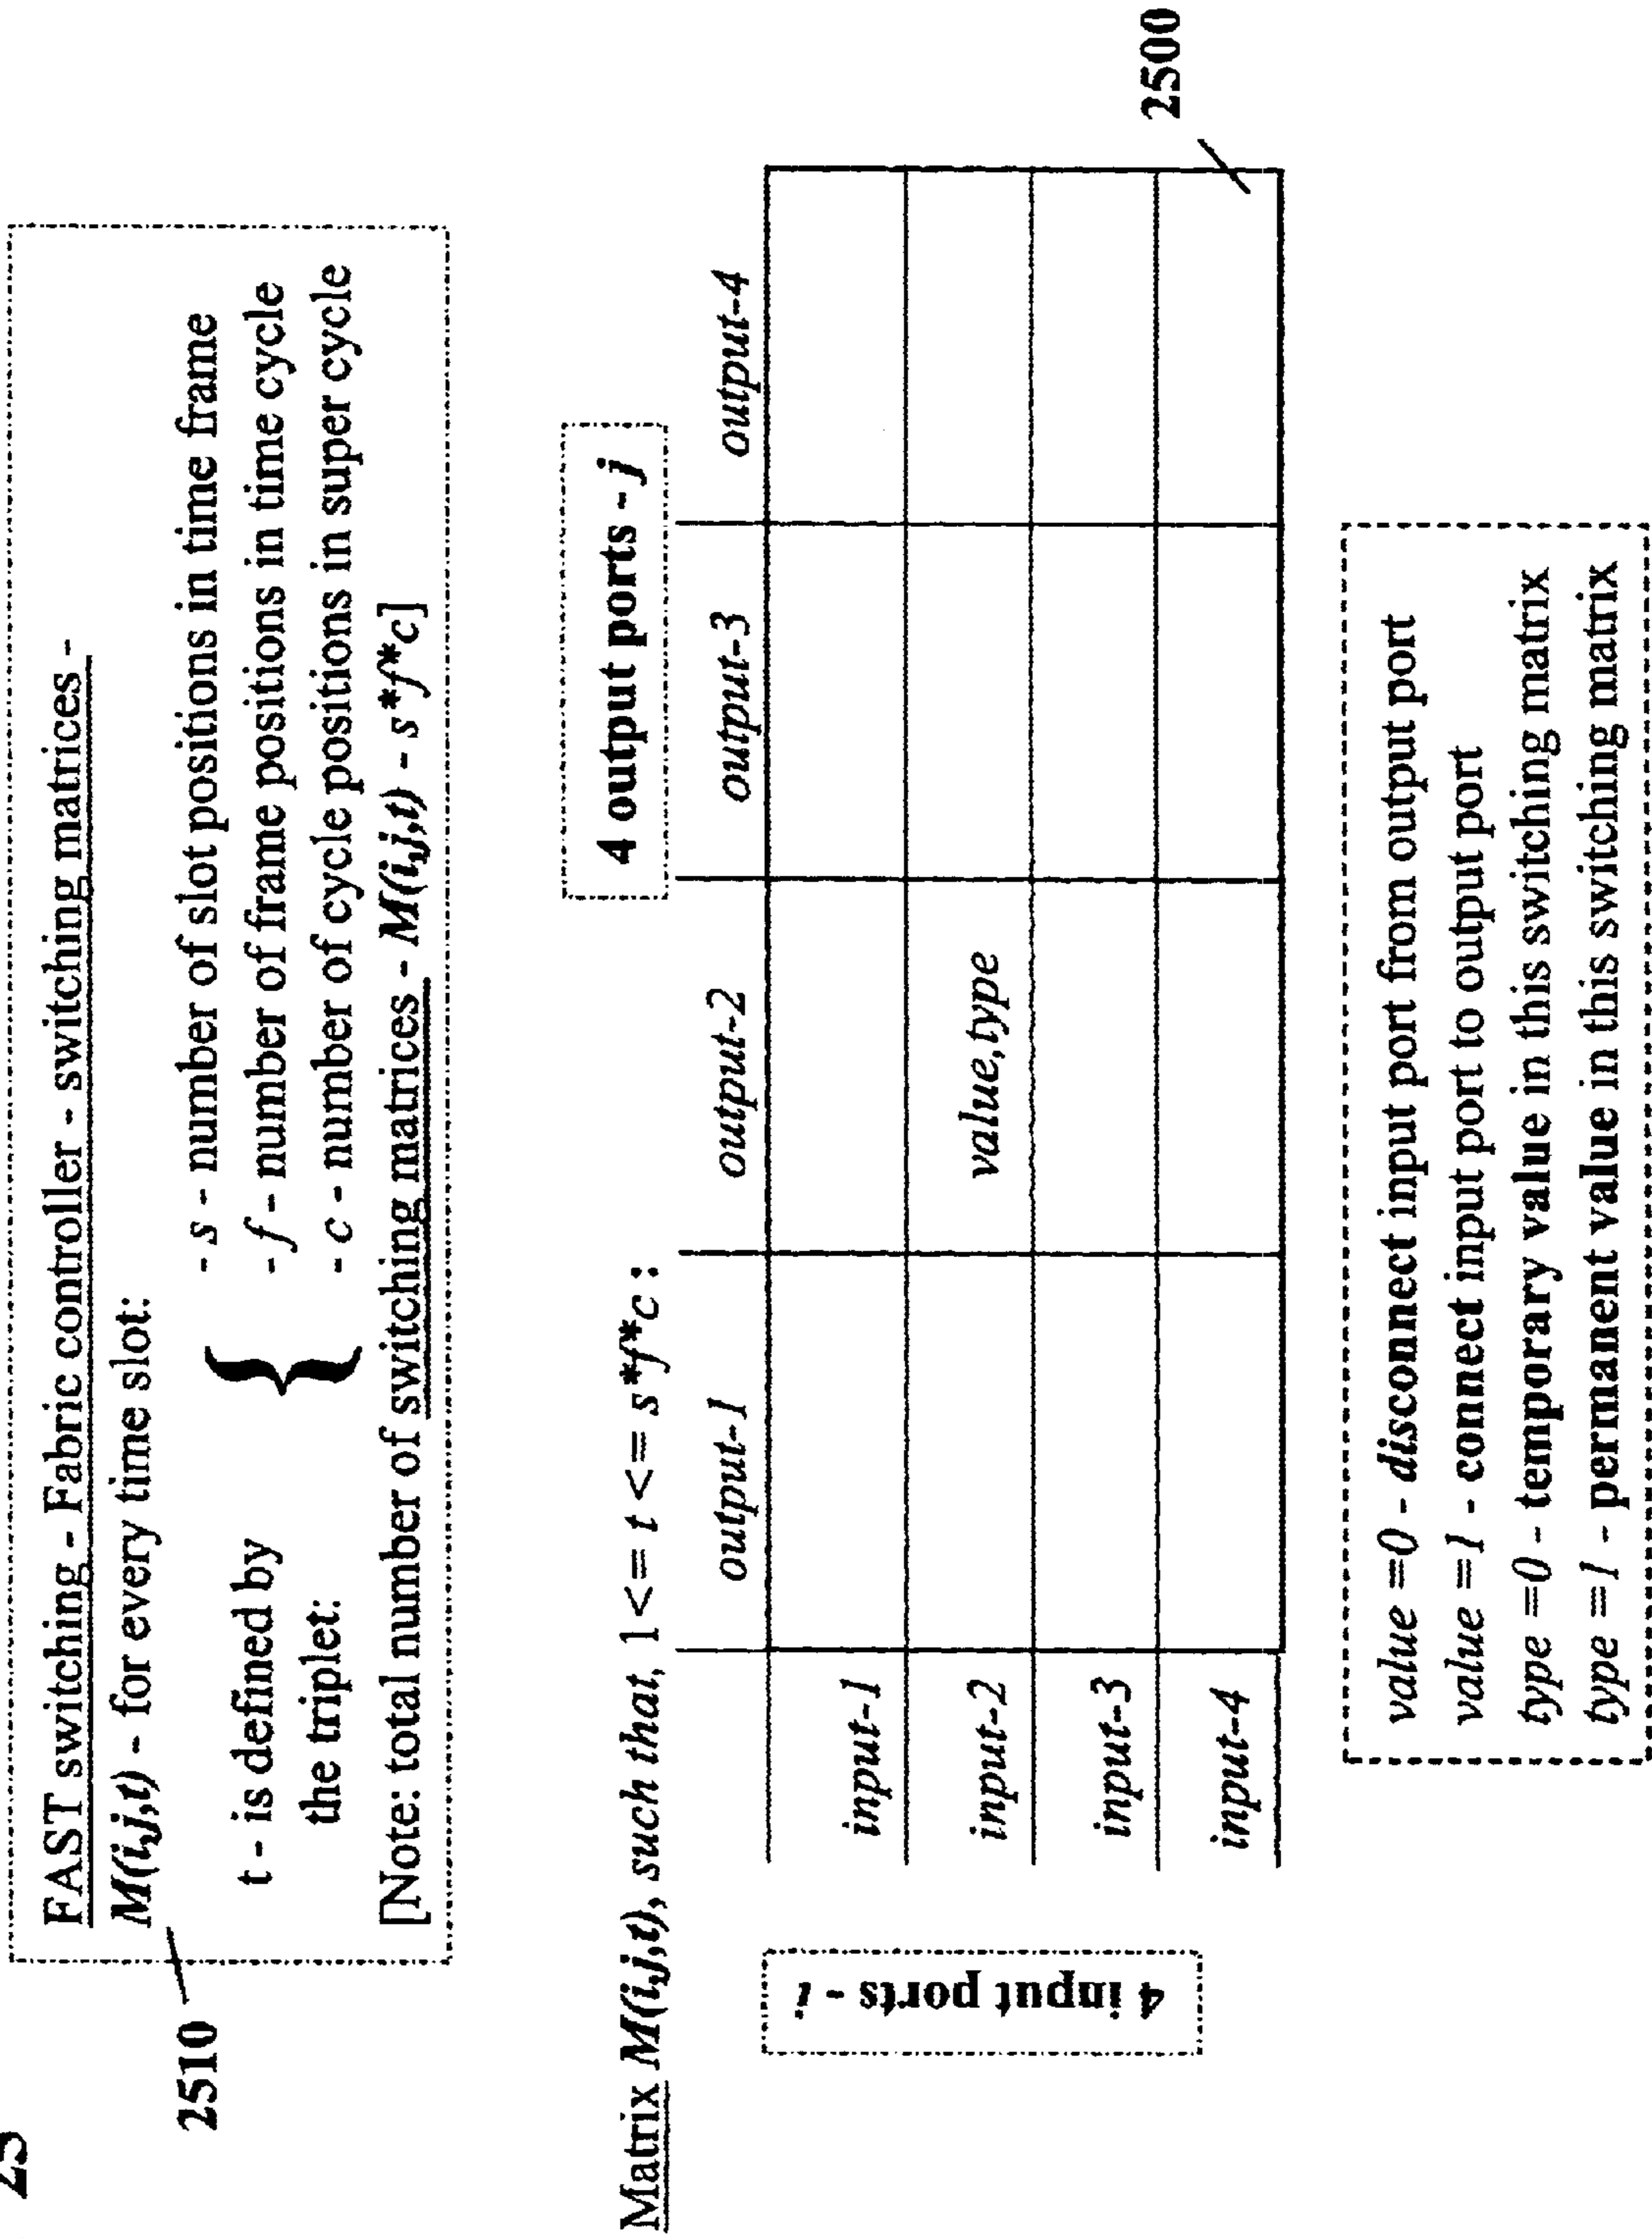 25
FAST switching - Fabric controller - switching matrices -
M(i,j,t) - for every time slot:
2510
t - is defined by
the triplet:
{
- s - number of slot positions in time frame
- f - number of frame positions in time cycle
- c - number of cycle positions in super cycle
[Note: total number of switching matrices - M(i,j,t) - s*f*c]
4 output ports - j
Matrix M(i,j,t), such that, 1<= t <= s*f*c :
output-1 output-2 output-3 output-4
4 input ports - i
input-1
input-2 value,type
input-3
input-4
2500
value =0 - disconnect input port from output port
value =1 - connect input port to output port
type =0 - temporary value in this switching matrix
type =1 - permanent value in this switching matrix